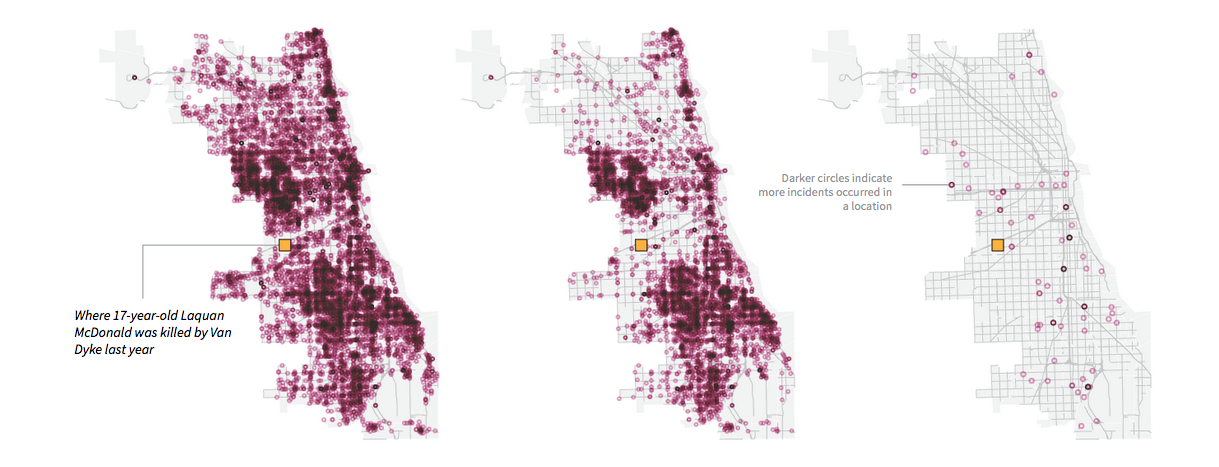 Darker circles indicate
more incidents occurred in
a location
Where 17-year-old Laquan
McDonald was killed by Van
Dyke last year